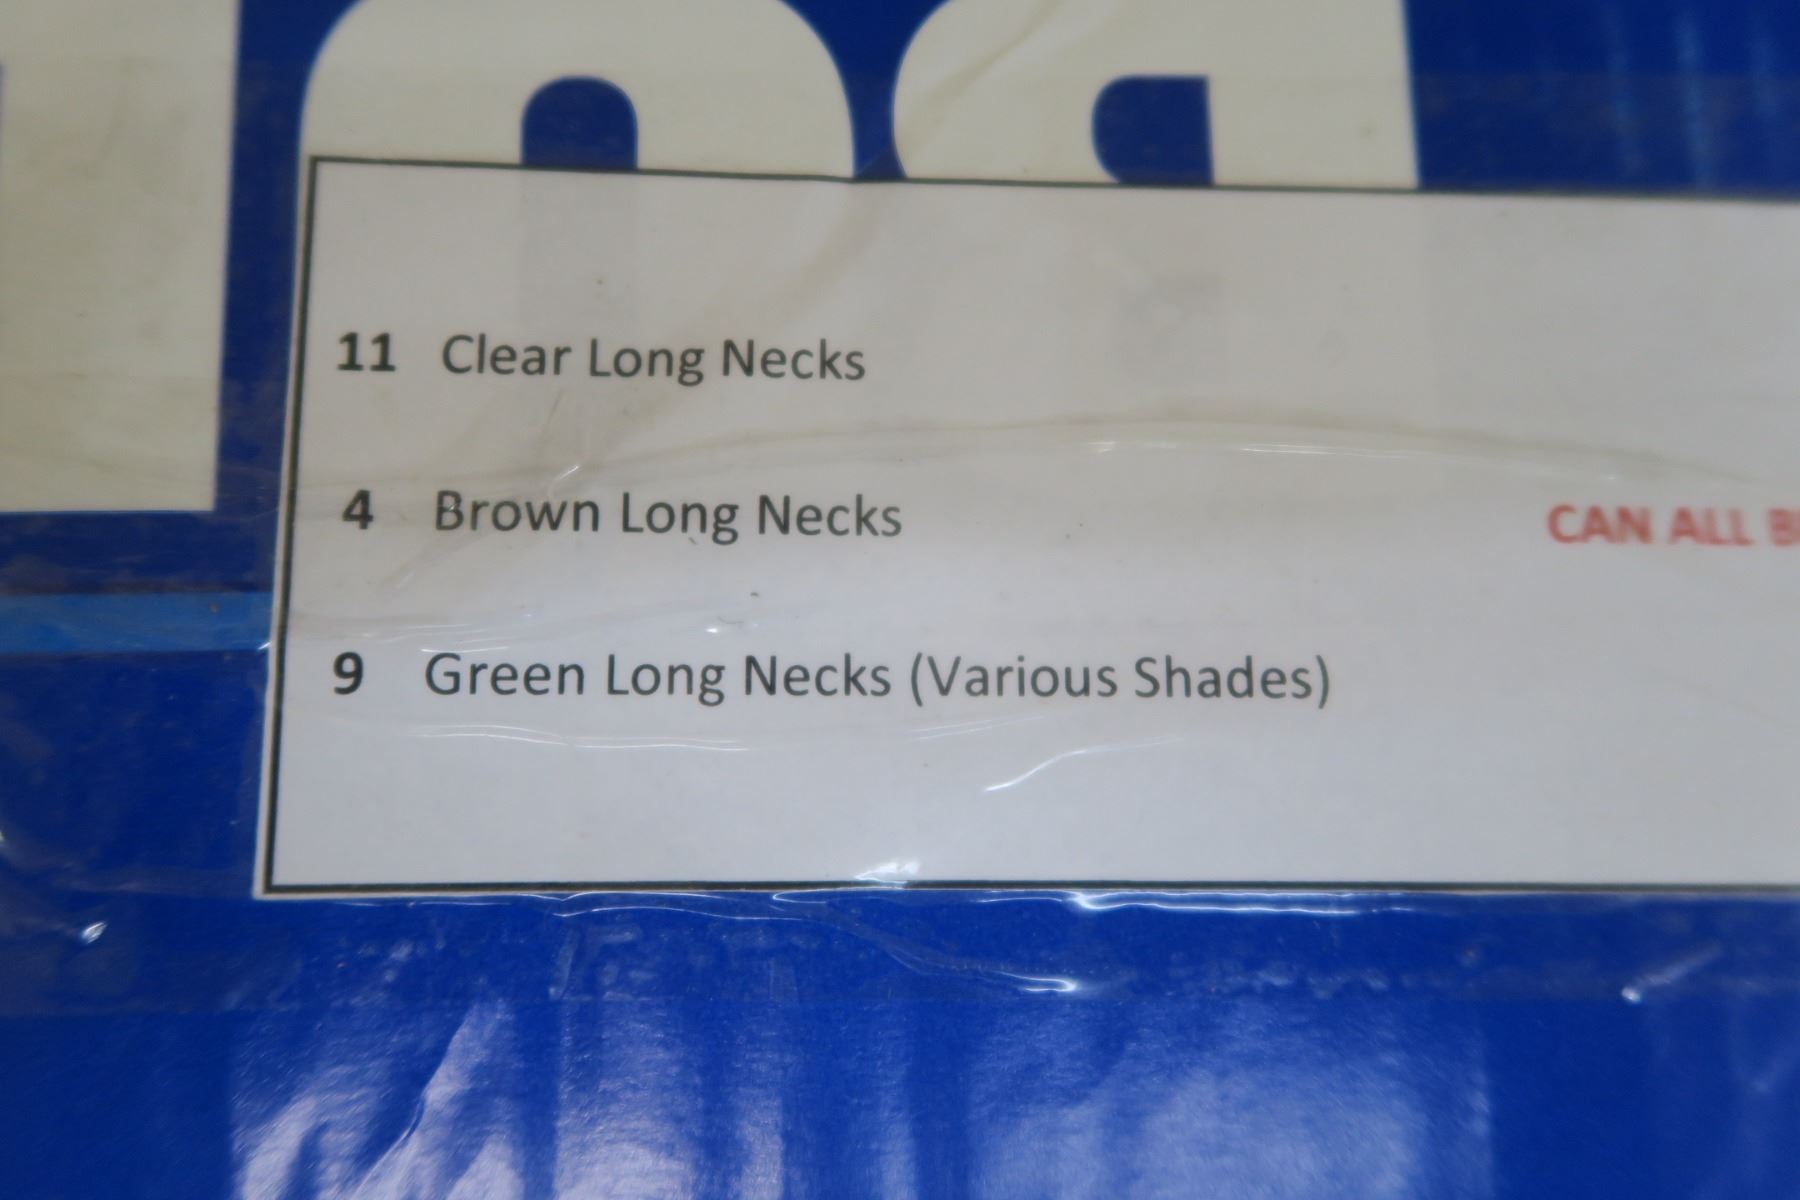 11 Clear Long Necks
4 Brown Long Necks
CAN ALL
9 Green Long Necks (Various Shades)